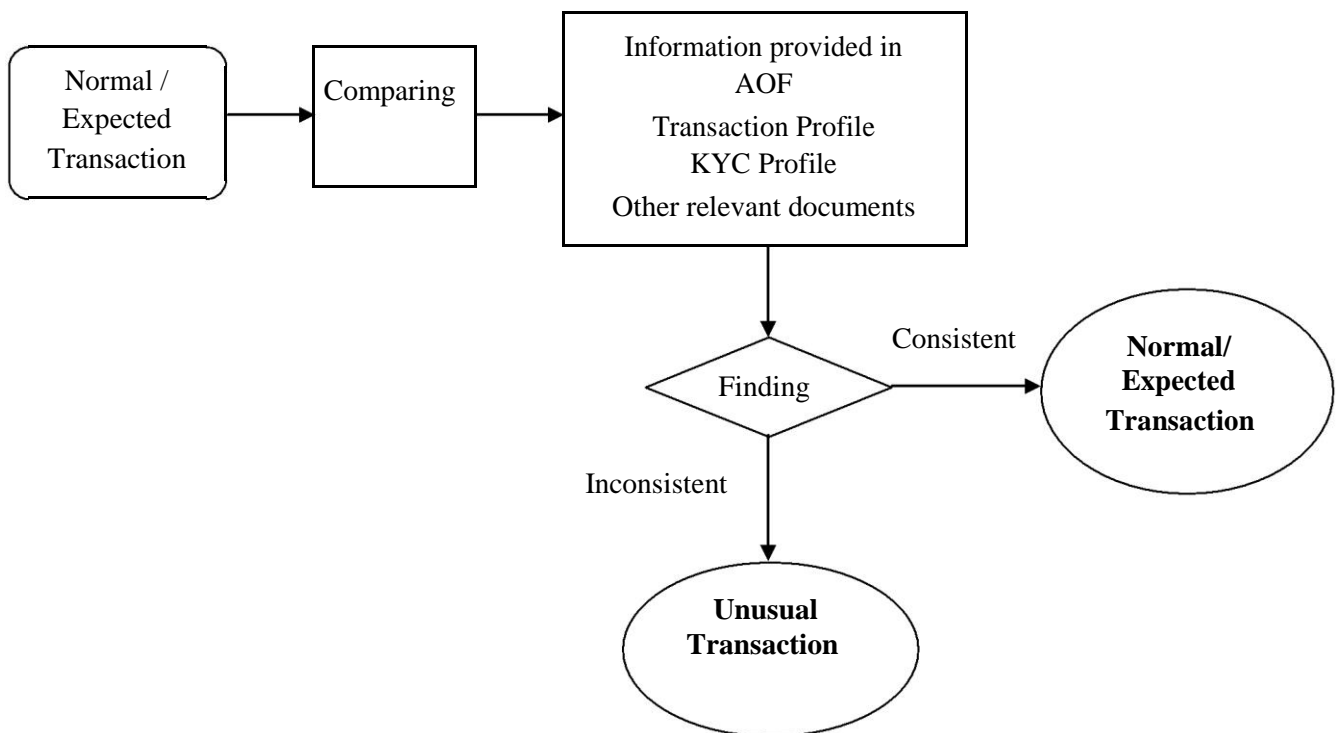 Normal /
Expected
Transaction
Comparing
Information provided in
AOF
Transaction Profile
KYC Profile
Other relevant documents
Finding
Consistent
Normal/
Expected
Transaction
Inconsistent
Unusual
Transaction